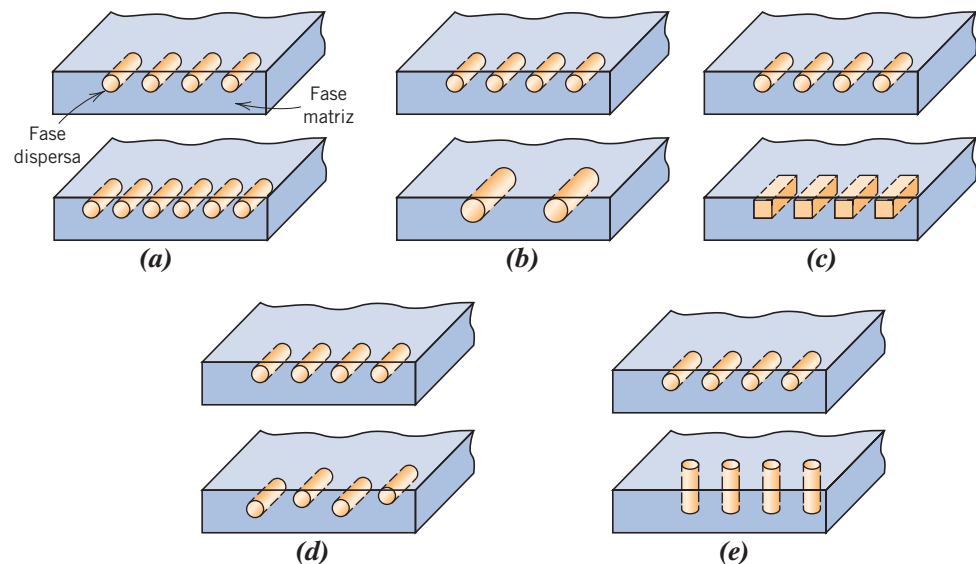 Fase
matriz
Fase
dispersa
(a)
(b)
(c)
(d)
(e)